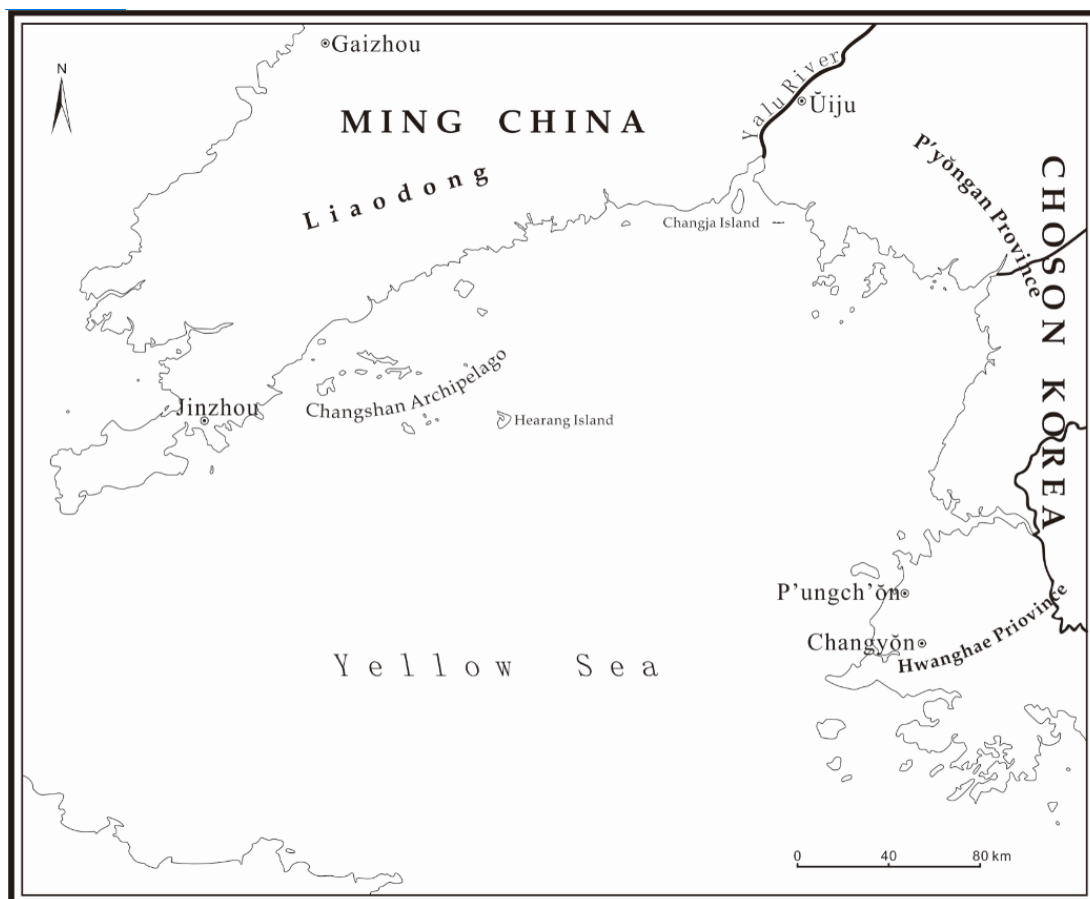 Gaizhou
N
Yalu River
Ŭiju
MING CHINA
P'yŏngan Province
CHOSON KOREA
Liaodong
Changja Island
Changshan Archipelago
Jinzhou
Hearang Island
P'ungch'ŏn
Changyŏn
Hwanghae Priovince
Yellow Sea
0 40 80 km